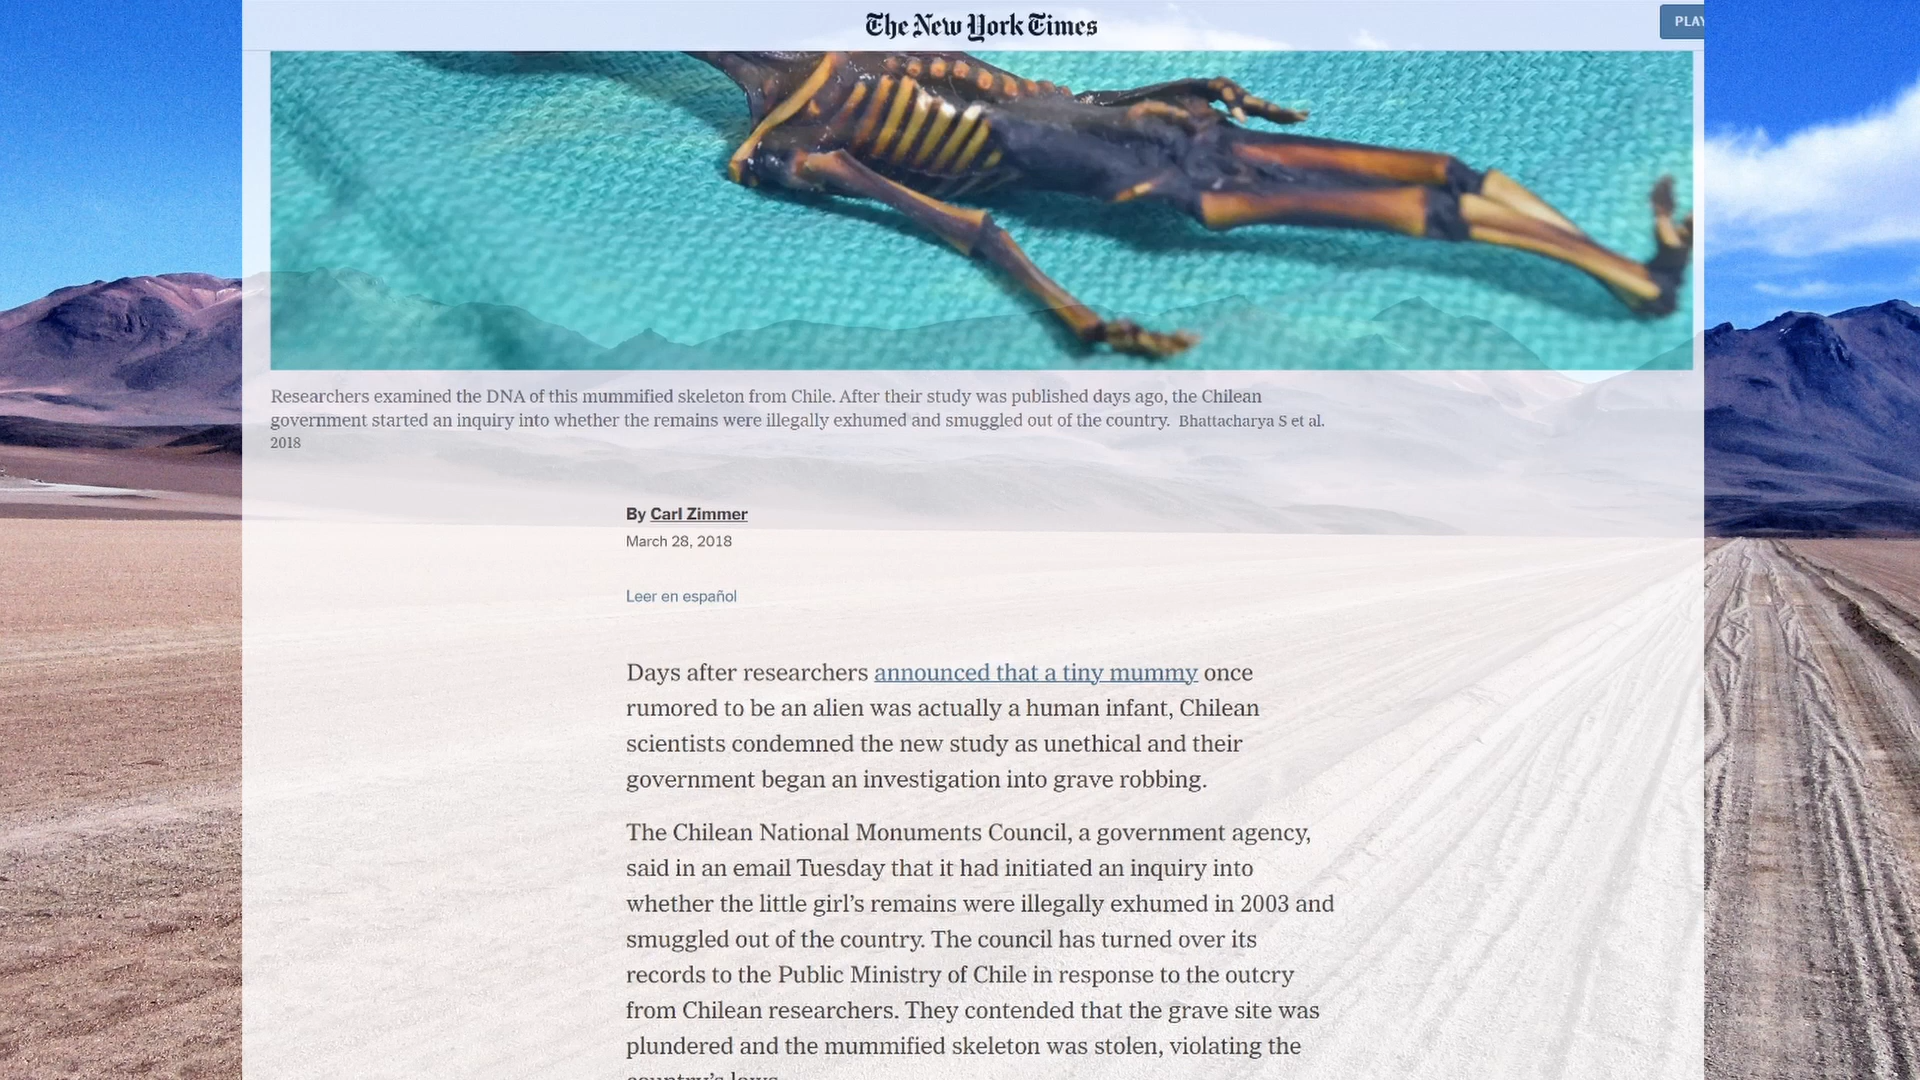 The New York Times
PLAY
Researchers examined the DNA of this mummified skeleton from Chile. After their study was published days ago, the Chilean
government started an inquiry into whether the remains were illegally exhumed and smuggled out of the country. Bhattacharya S et al.
2018
By Carl Zimmer
March 28, 2018
Leer en español
Days after researchers announced that a tiny mummy once
rumored to be an alien was actually a human infant, Chilean
scientists condemned the new study as unethical and their
government began an investigation into grave robbing.
The Chilean National Monuments Council, a government agency,
said in an email Tuesday that it had initiated an inquiry into
whether the little girl’s remains were illegally exhumed in 2003 and
smuggled out of the country. The council has turned over its
records to the Public Ministry of Chile in response to the outcry
from Chilean researchers. They contended that the grave site was
plundered and the mummified skeleton was stolen, violating the
country’s laws.